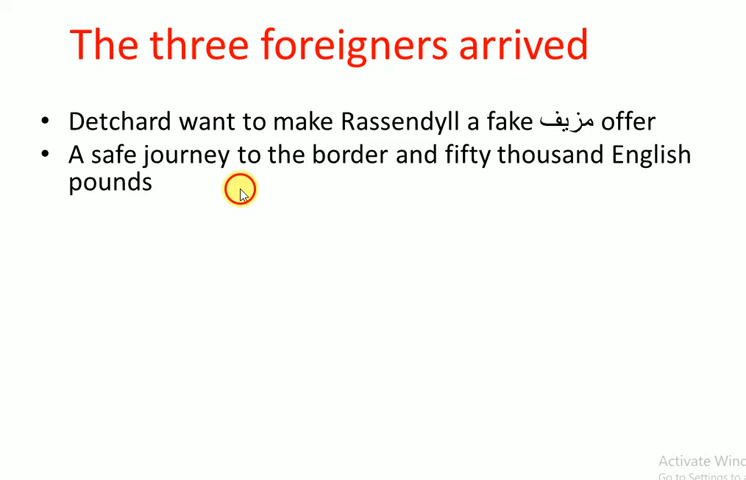 The three foreigners arrived
• Detchard want to make Rassendyll a fake مزيف offer
• A safe journey to the border and fifty thousand English
pounds
Activate Winc
Go to Settings to